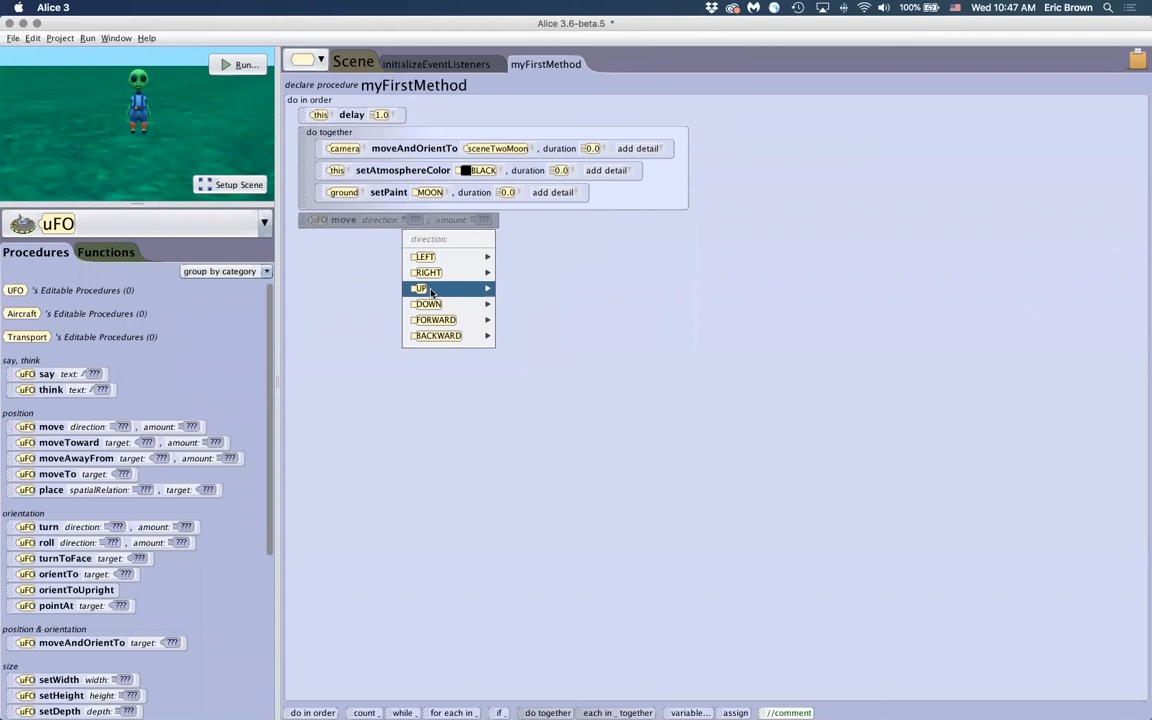 Alice 3 100% Wed 10:47 AM Eric Brown
Alice 3.6-beta.5 *
File Edit Project Run Window Help
Run...
Setup Scene
Scene initializeEventListeners myFirstMethod
declare procedure myFirstMethod
do in order
this delay 1.0
do together
camera moveAndOrientTo sceneTwoMoon , duration 0.0 add detail
this setAtmosphereColor BLACK , duration 0.0 add detail
ground setPaint MOON , duration 0.0 add detail
uFO move direction: ??? , amount: ???
direction:
LEFT
RIGHT
UP
DOWN
FORWARD
BACKWARD
uFO
Procedures Functions
group by category
UFO 's Editable Procedures (0)
Aircraft 's Editable Procedures (0)
Transport 's Editable Procedures (0)
say, think
uFO say text: ???
uFO think text: ???
position
uFO move direction: ??? , amount: ???
uFO moveToward target: ??? , amount: ???
uFO moveAwayFrom target: ??? , amount: ???
uFO moveTo target: ???
uFO place spatialRelation: ??? , target: ???
orientation
uFO turn direction: ??? , amount: ???
uFO roll direction: ??? , amount: ???
uFO turnToFace target: ???
uFO orientTo target: ???
uFO orientToUpright
uFO pointAt target: ???
position & orientation
uFO moveAndOrientTo target: ???
size
uFO setWidth width: ???
uFO setHeight height: ???
uFO setDepth depth: ???
do in order count _ while _ for each in _ if _ do together each in _ together variable... assign //comment